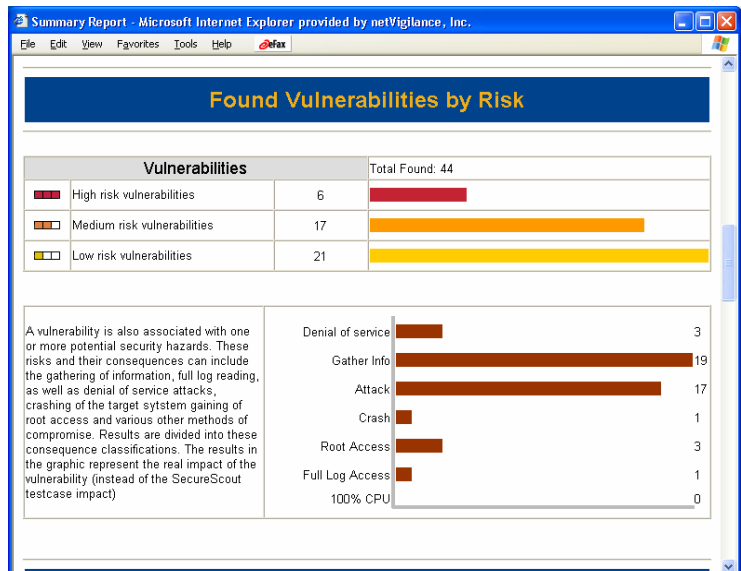 Summary Report - Microsoft Internet Explorer provided by netVigilance, Inc.
File Edit View Favorites Tools Help eFax
Found Vulnerabilities by Risk
Vulnerabilities Total Found: 44
High risk vulnerabilities 6
Medium risk vulnerabilities 17
Low risk vulnerabilities 21
A vulnerability is also associated with one
or more potential security hazards. These
risks and their consequences can include
the gathering of information, full log reading,
as well as denial of service attacks,
crashing of the target sytstem gaining of
root access and various other methods of
compromise. Results are divided into these
consequence classifications. The results in
the graphic represent the real impact of the
vulnerability (instead of the SecureScout
testcase impact)
Denial of service 3
Gather Info 19
Attack 17
Crash 1
Root Access 3
Full Log Access 1
100% CPU 0